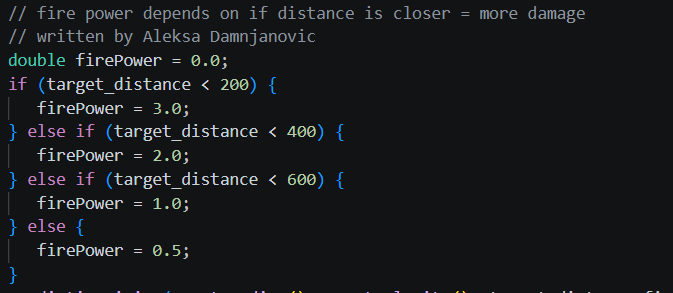 // fire power depends on if distance is closer = more damage
// written by Aleksa Damnjanovic
double firePower = 0.0;
if (target_distance < 200) {
firePower = 3.0;
} else if (target_distance < 400) {
firePower = 2.0;
} else if (target_distance < 600) {
firePower = 1.0;
} else {
firePower = 0.5;
}